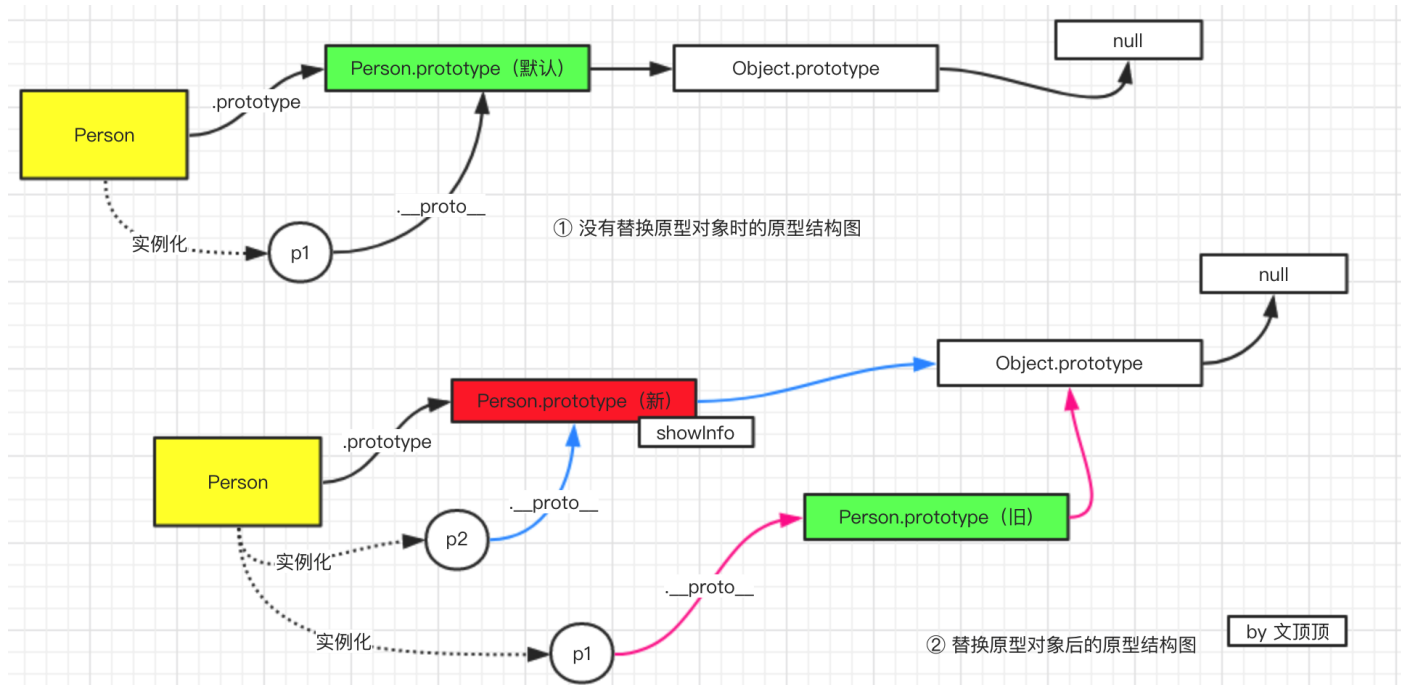 null
Person.prototype（默认）
Object.prototype
.prototype
Person
.__proto__
① 没有替换原型对象时的原型结构图
实例化
p1
null
Object.prototype
Person.prototype（新）
showInfo
.prototype
Person
.__proto__
Person.prototype（旧）
p2
实例化
.__proto__
by 文顶顶
实例化
② 替换原型对象后的原型结构图
p1